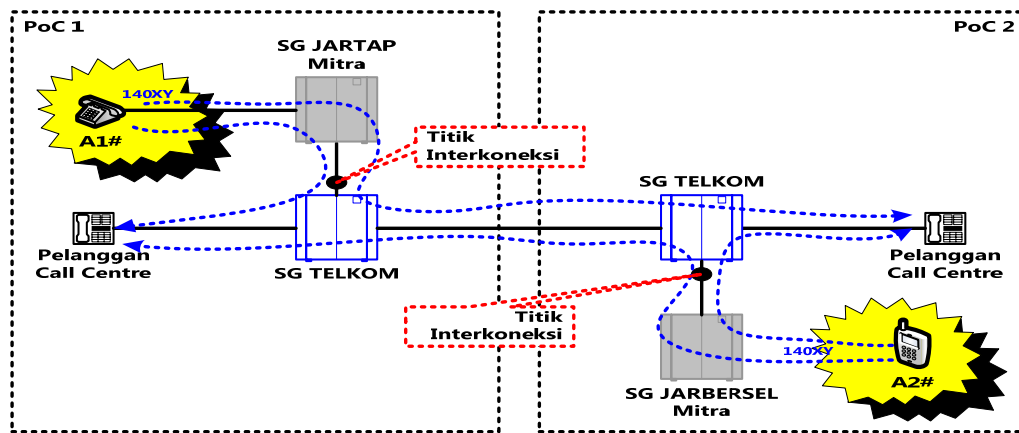 PoC 1
PoC 2
SG JARTAP
Mitra
140XY
A1#
Titik
Interkoneksi
SG TELKOM
Pelanggan
Call Centre
SG TELKOM
Pelanggan
Call Centre
Titik
Interkoneksi
140XY
A2#
SG JARBERSEL
Mitra